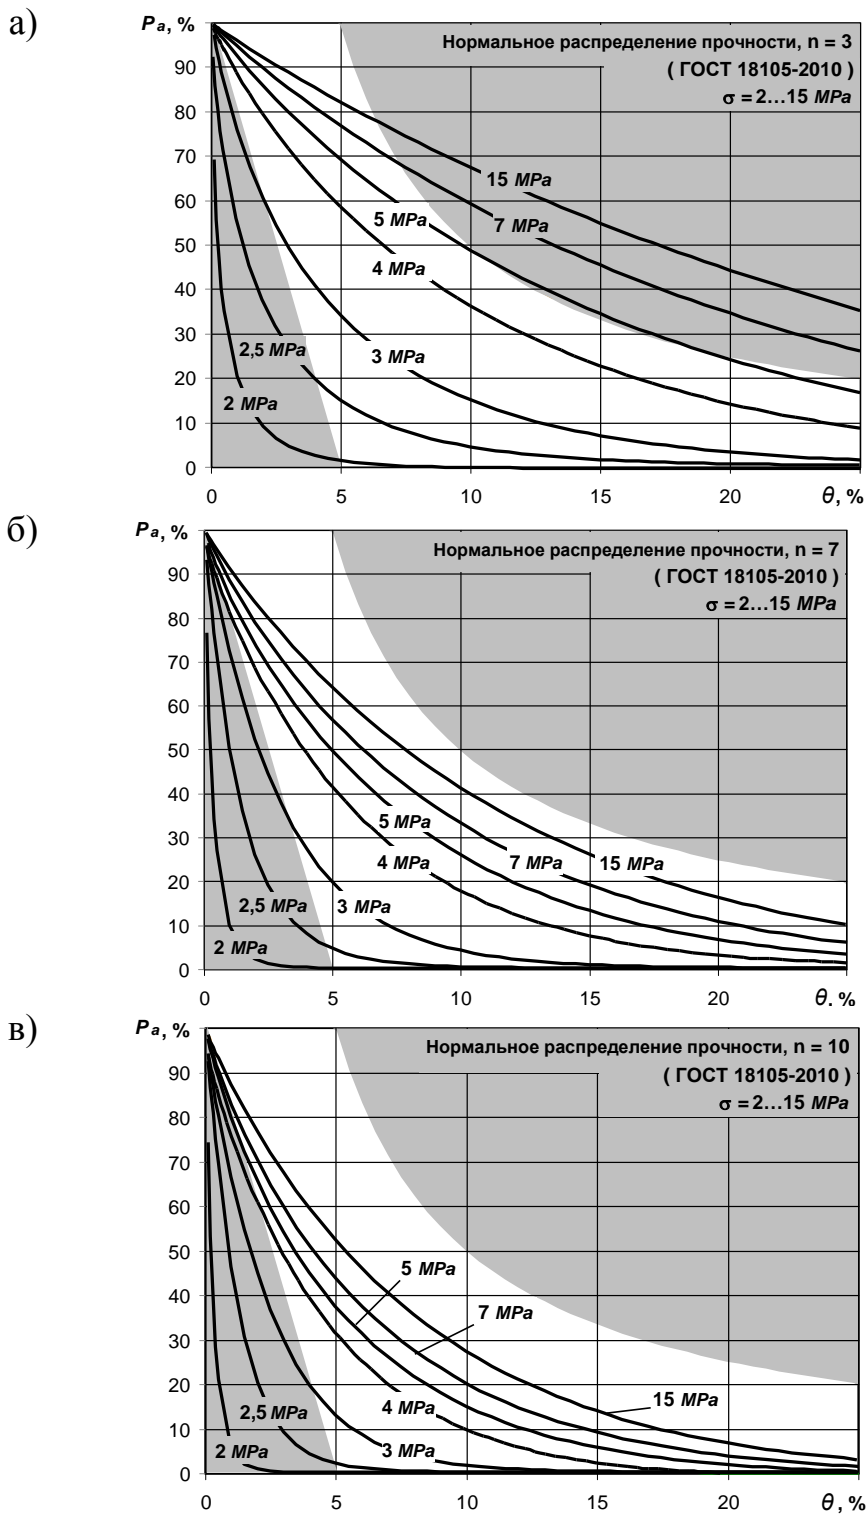 а)
Pa, %
Нормальное распределение прочности, n = 3
( ГОСТ 18105-2010 )
σ = 2...15 MPa
90
80
70
60
50
40
30
20
10
0
15 MPa
7 MPa
5 MPa
4 MPa
3 MPa
2,5 MPa
2 MPa
0 5 10 15 20 θ, %
б)
Pa, %
Нормальное распределение прочности, n = 7
( ГОСТ 18105-2010 )
σ = 2...15 MPa
90
80
70
60
50
40
30
20
10
0
5 MPa
7 MPa
15 MPa
4 MPa
3 MPa
2,5 MPa
2 MPa
0 5 10 15 20 θ. %
в)
Pa, %
Нормальное распределение прочности, n = 10
( ГОСТ 18105-2010 )
σ = 2...15 MPa
90
80
70
60
50
40
30
20
10
0
5 MPa
7 MPa
15 MPa
4 MPa
2,5 MPa
3 MPa
2 MPa
0 5 10 15 20 θ, %